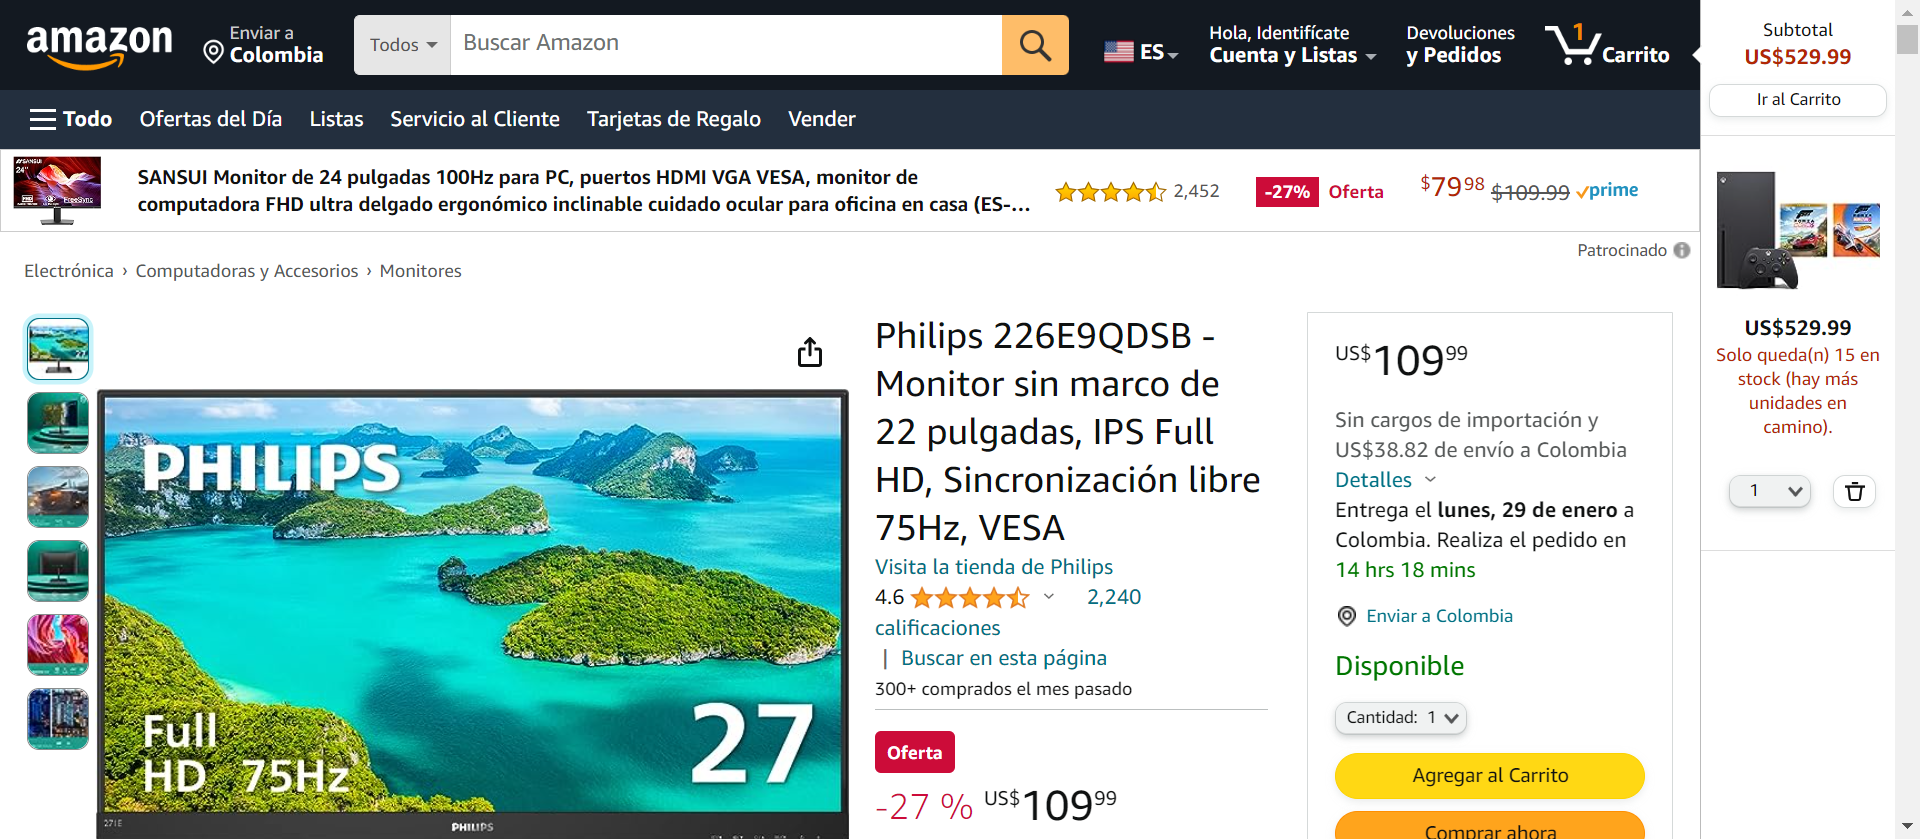 amazon
Enviar a
Colombia
Todos
Buscar Amazon
ES
Hola, Identifícate
Cuenta y Listas
Devoluciones
y Pedidos
1
Carrito
Subtotal
US$529.99
Ir al Carrito
Todo
Ofertas del Día
Listas
Servicio al Cliente
Tarjetas de Regalo
Vender
SANSUI
24"
FreeSync
SANSUI Monitor de 24 pulgadas 100Hz para PC, puertos HDMI VGA VESA, monitor de
computadora FHD ultra delgado ergonómico inclinable cuidado ocular para oficina en casa (ES-...
2,452
-27%
Oferta
$79 98
$109.99
prime
Patrocinado
Electrónica › Computadoras y Accesorios › Monitores
Philips 226E9QDSB -
Monitor sin marco de
22 pulgadas, IPS Full
HD, Sincronización libre
75Hz, VESA
Visita la tienda de Philips
4.6
2,240
calificaciones
| Buscar en esta página
300+ comprados el mes pasado
Oferta
-27 % US$109 99
PHILIPS
Full
HD 75Hz
27
271E
PHILIPS
US$109 99
Sin cargos de importación y
US$38.82 de envío a Colombia
Detalles
Entrega el lunes, 29 de enero a
Colombia. Realiza el pedido en
14 hrs 18 mins
Enviar a Colombia
Disponible
Cantidad: 1
Agregar al Carrito
Comprar ahora
US$529.99
Solo queda(n) 15 en
stock (hay más
unidades en
camino).
1